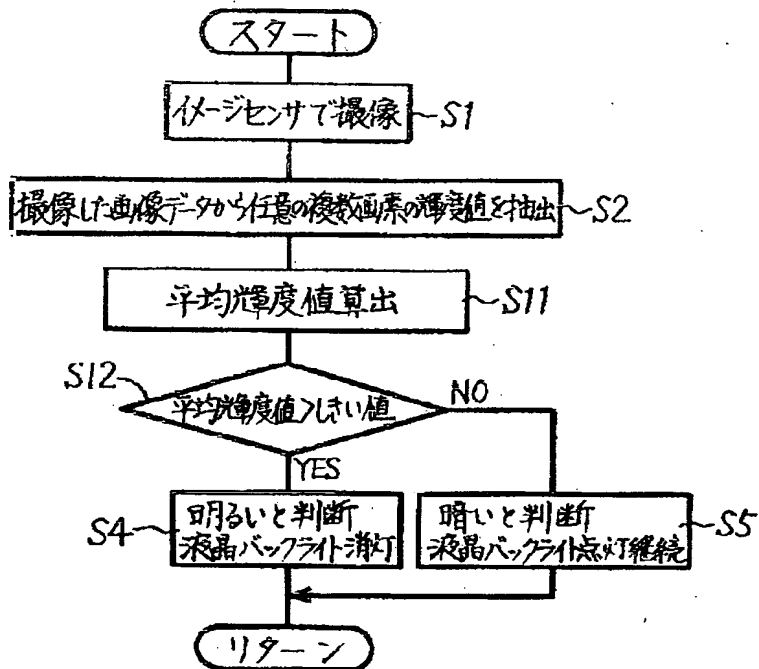 スタート
イメージセンサで撮像
S1
撮像した画像データから任意の複数画素の輝度値を抽出
S2
平均輝度値算出
S11
S12
平均輝度値>しきい値
NO
YES
S4
明るいと判断
液晶バックライト消灯
暗いと判断
液晶バックライト点灯継続
S5
リターン